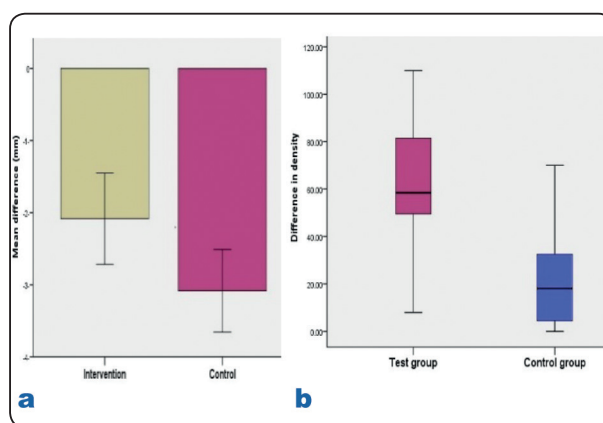 Mean difference (mm)
0
-1
-2
-3
-4
Intervention
Control
a
Difference in density
120.00
100.00
80.00
60.00
40.00
20.00
0.00
Test group
Control group
b